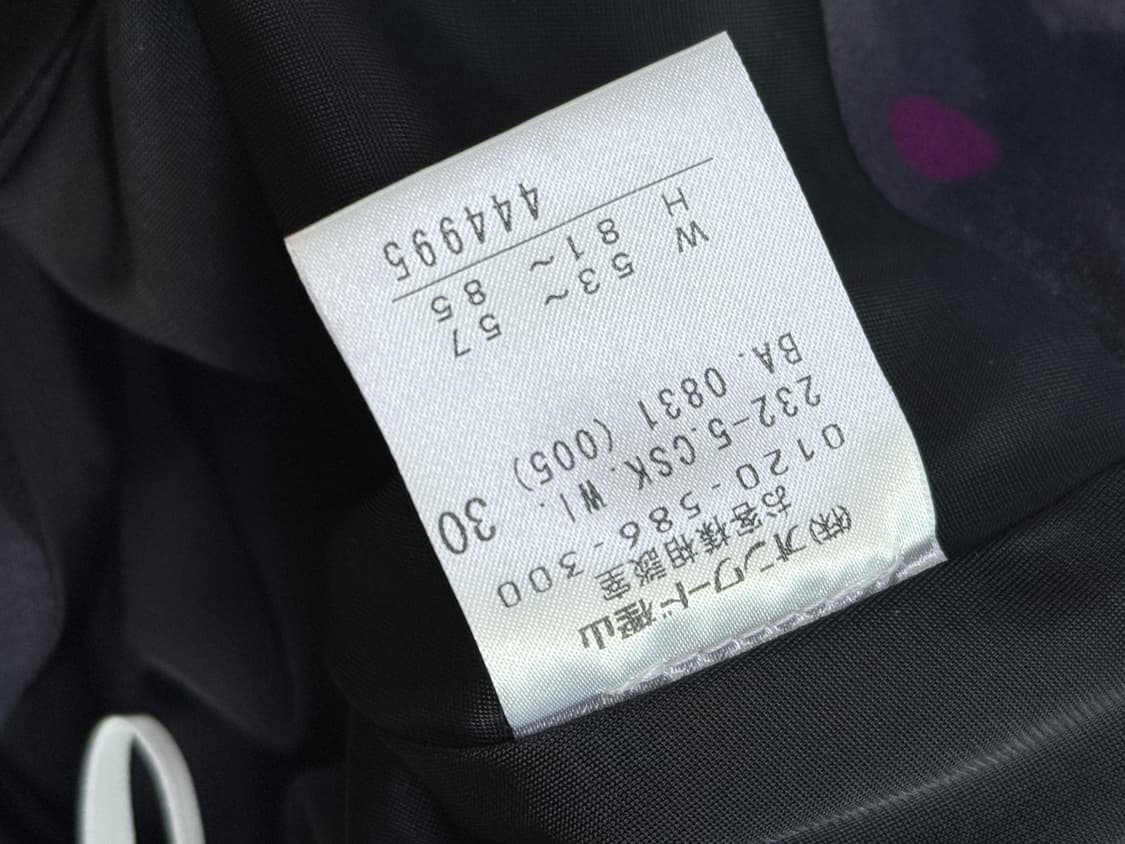 (株)オンワード樫山
お客様相談室
0120-586-300
232-5.CSK.WI. 30
BA. 0831 (005)
W 53~ 57
H 81~ 85
444995